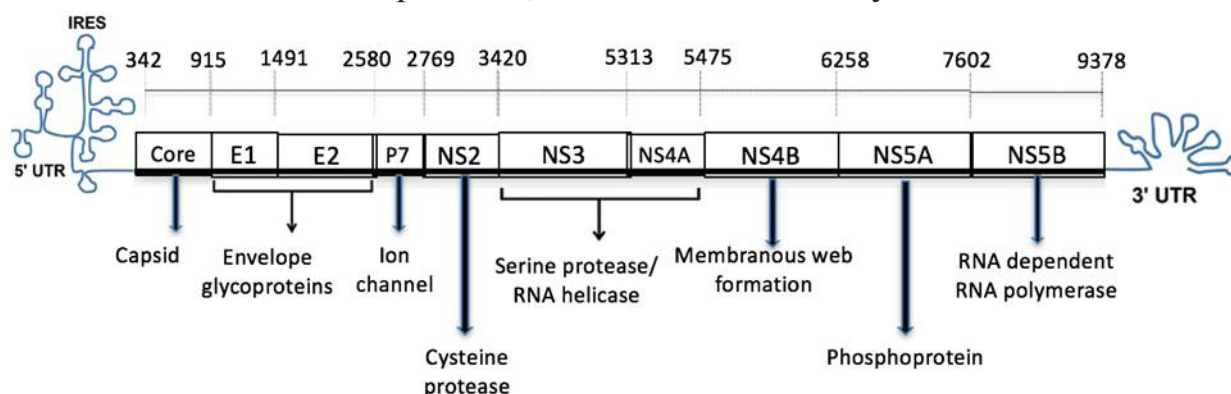 IRES
342 915 1491 2580 2769 3420 5313 5475 6258 7602 9378
5' UTR
Core E1 E2 P7 NS2 NS3 NS4A NS4B NS5A NS5B
3' UTR
Capsid
Envelope
glycoproteins
Ion
channel
Cysteine
protease
Serine protease/
RNA helicase
Membranous web
formation
Phosphoprotein
RNA dependent
RNA polymerase